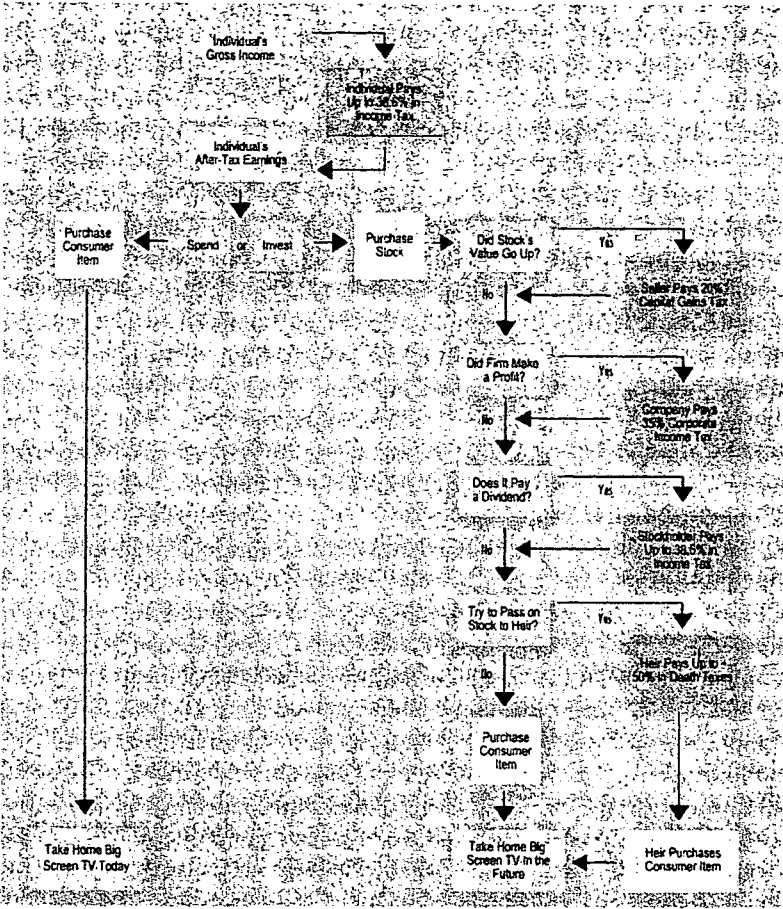 Individual's
Gross Income
Individual Pays
Up to 38.6% in
Income Tax
Individual's
After-Tax Earnings
Purchase
Consumer
Item
Spend or Invest
Purchase
Stock
Did Stock's
Value Go Up?
Yes
Seller Pays 20%
Capital Gains Tax
No
Did Firm Make
a Profit?
Yes
Company Pays
35% Corporate
Income Tax
No
Does It Pay
a Dividend?
Yes
Stockholder Pays
Up to 38.6% in
Income Tax
No
Try to Pass on
Stock to Heir?
Yes
Heir Pays Up to
50% in Death Taxes
No
Purchase
Consumer
Item
Take Home Big
Screen TV Today
Take Home Big
Screen TV in the
Future
Heir Purchases
Consumer Item